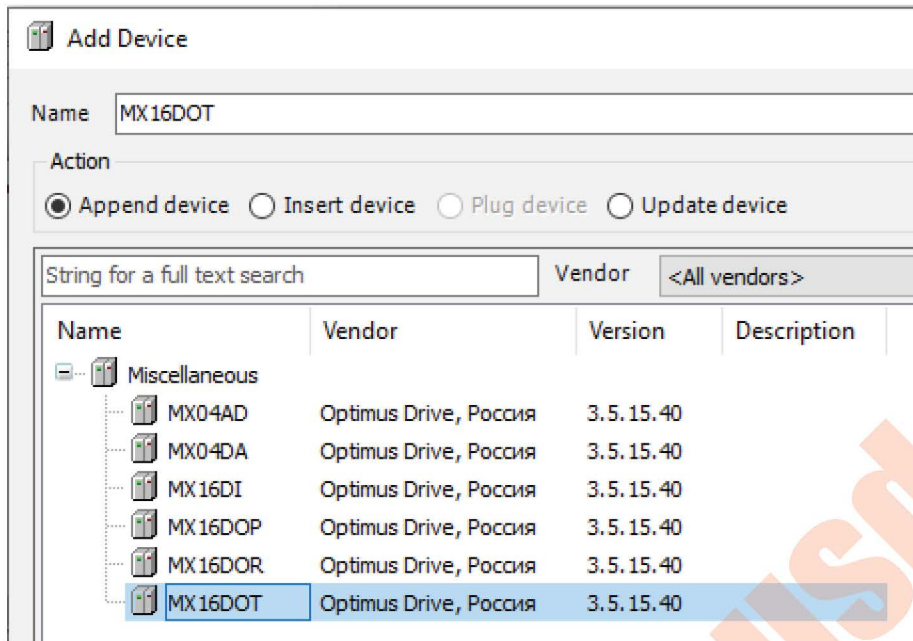 Add Device
Name MX16DOT
Action
Append device Insert device Plug device Update device
String for a full text search Vendor <All vendors>
Name Vendor Version Description
Miscellaneous
MX04AD Optimus Drive, Россия 3.5.15.40
MX04DA Optimus Drive, Россия 3.5.15.40
MX16DI Optimus Drive, Россия 3.5.15.40
MX16DOP Optimus Drive, Россия 3.5.15.40
MX16DOR Optimus Drive, Россия 3.5.15.40
MX16DOT Optimus Drive, Россия 3.5.15.40